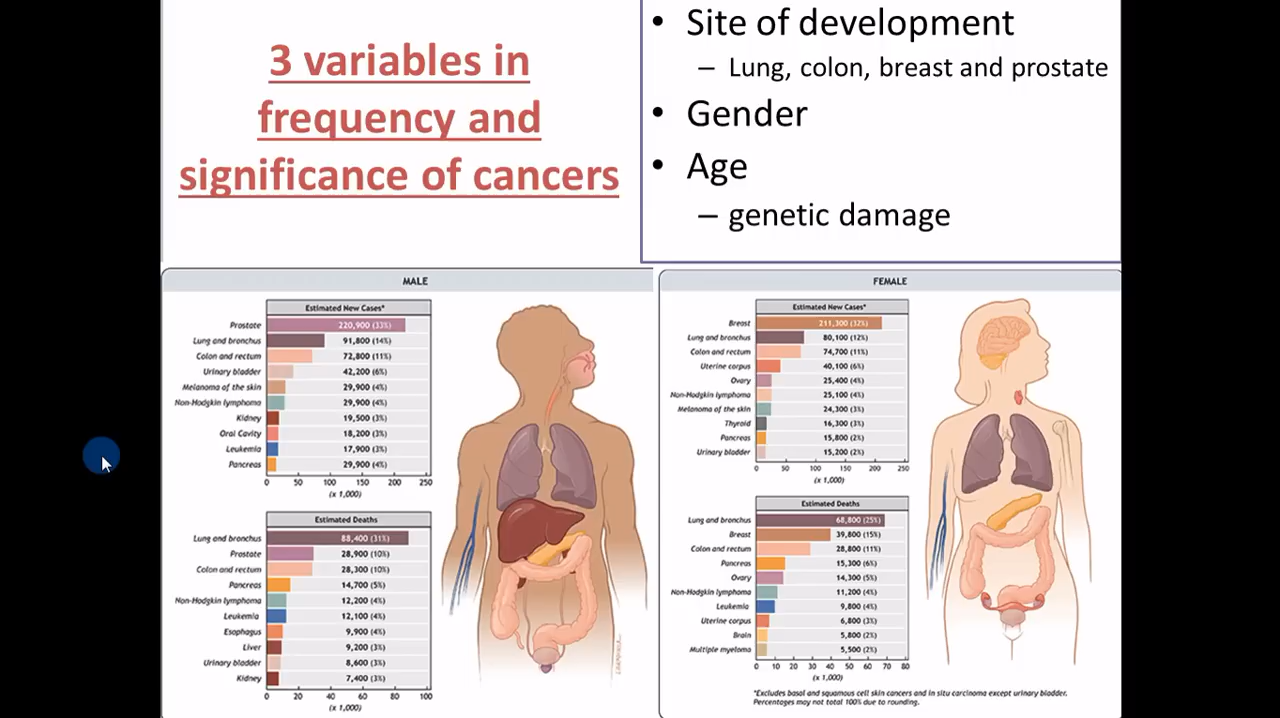 3 variables in
frequency and
significance of cancers
• Site of development
– Lung, colon, breast and prostate
• Gender
• Age
– genetic damage
MALE
Estimated New Cases*
Prostate 220,900 (33%)
Lung and bronchus 91,800 (14%)
Colon and rectum 72,800 (11%)
Urinary bladder 42,200 (6%)
Melanoma of the skin 29,900 (4%)
Non-Hodgkin lymphoma 29,900 (4%)
Kidney 19,500 (3%)
Oral Cavity 18,200 (3%)
Leukemia 17,900 (3%)
Pancreas 29,900 (4%)
0 50 100 150 200 250
(x 1,000)
Estimated Deaths
Lung and bronchus 88,400 (31%)
Prostate 28,900 (10%)
Colon and rectum 28,300 (10%)
Pancreas 14,700 (5%)
Non-Hodgkin lymphoma 12,200 (4%)
Leukemia 12,100 (4%)
Esophagus 9,900 (4%)
Liver 9,200 (3%)
Urinary bladder 8,600 (3%)
Kidney 7,400 (3%)
0 20 40 60 80 100
(x 1,000)
FEMALE
Estimated New Cases*
Breast 211,300 (32%)
Lung and bronchus 80,100 (12%)
Colon and rectum 74,700 (11%)
Uterine corpus 40,100 (6%)
Ovary 25,400 (4%)
Non-Hodgkin lymphoma 25,100 (4%)
Melanoma of the skin 24,300 (3%)
Thyroid 16,300 (3%)
Pancreas 15,800 (2%)
Urinary bladder 15,200 (2%)
0 50 100 150 200 250
(x 1,000)
Estimated Deaths
Lung and bronchus 68,800 (25%)
Breast 39,800 (15%)
Colon and rectum 28,800 (11%)
Pancreas 15,300 (6%)
Ovary 14,300 (5%)
Non-Hodgkin lymphoma 11,200 (4%)
Leukemia 9,800 (4%)
Uterine corpus 6,800 (3%)
Brain 5,800 (2%)
Multiple myeloma 5,500 (2%)
0 10 20 30 40 50 60 70 80
(x 1,000)
*Excludes basal and squamous cell skin cancers and in situ carcinoma except urinary bladder.
Percentages may not total 100% due to rounding.